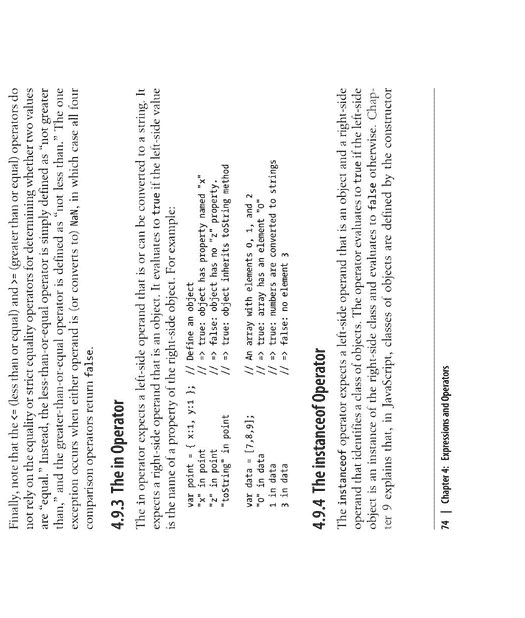 Finally, note that the <= (less than or equal) and >= (greater than or equal) operators do
not rely on the equality or strict equality operators for determining whether two values
are “equal.” Instead, the less-than-or-equal operator is simply defined as “not greater
than,” and the greater-than-or-equal operator is defined as “not less than.” The one
exception occurs when either operand is (or converts to) NaN, in which case all four
comparison operators return false.
4.9.3 The in Operator
The in operator expects a left-side operand that is or can be converted to a string. It
expects a right-side operand that is an object. It evaluates to true if the left-side value
is the name of a property of the right-side object. For example:
var point = { x:1, y:1 }; // Define an object
"x" in point // => true: object has property named "x"
"z" in point // => false: object has no "z" property.
"toString" in point // => true: object inherits toString method
var data = [7,8,9]; // An array with elements 0, 1, and 2
"0" in data // => true: array has an element "0"
1 in data // => true: numbers are converted to strings
3 in data // => false: no element 3
4.9.4 The instanceof Operator
The instanceof operator expects a left-side operand that is an object and a right-side
operand that identifies a class of objects. The operator evaluates to true if the left-side
object is an instance of the right-side class and evaluates to false otherwise. Chap-
ter 9 explains that, in JavaScript, classes of objects are defined by the constructor
74 | Chapter 4: Expressions and Operators